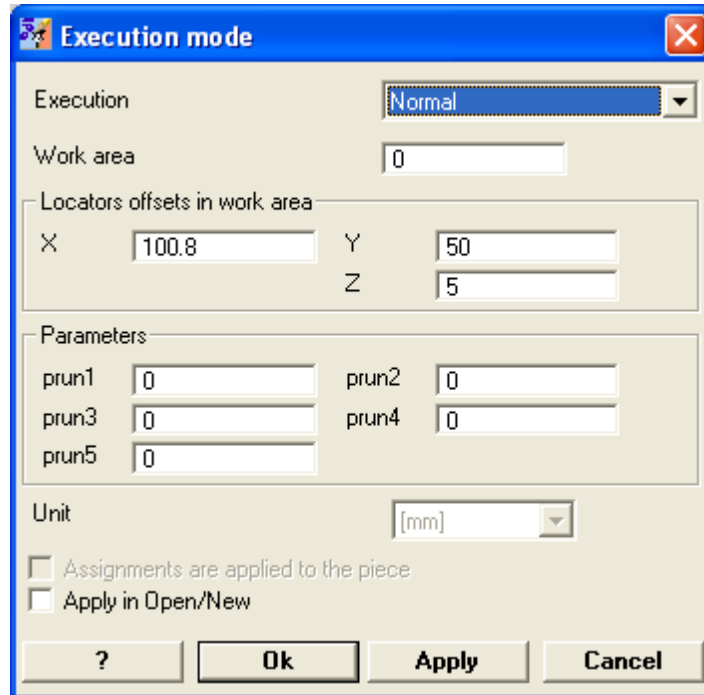 Execution mode
Execution Normal
Work area 0
Locators offsets in work area
X 100.8 Y 50
Z 5
Parameters
prun1 0 prun2 0
prun3 0 prun4 0
prun5 0
Unit [mm]
Assignments are applied to the piece
Apply in Open/New
? Ok Apply Cancel